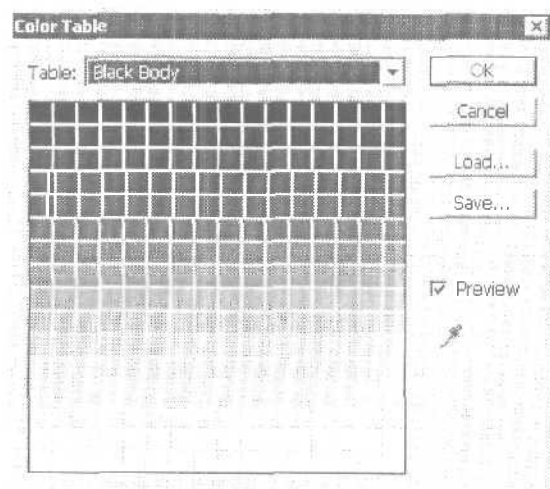 Color Table
Table: Black Body
OK
Cancel
Load...
Save...
Preview